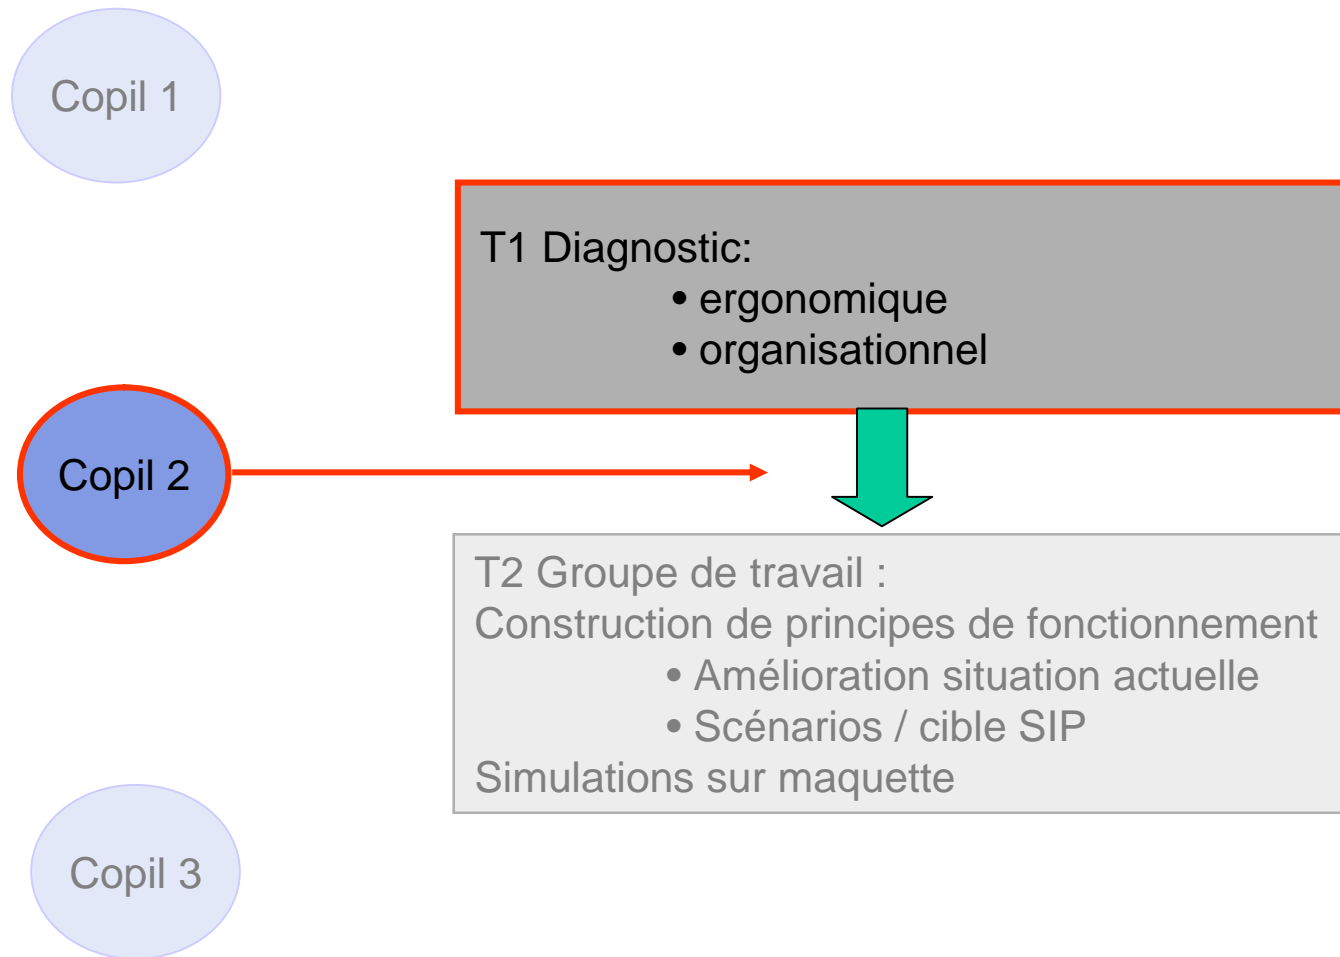 Copil 1
T1 Diagnostic:
• ergonomique
• organisationnel
Copil 2
T2 Groupe de travail :
Construction de principes de fonctionnement
• Amélioration situation actuelle
• Scénarios / cible SIP
Simulations sur maquette
Copil 3